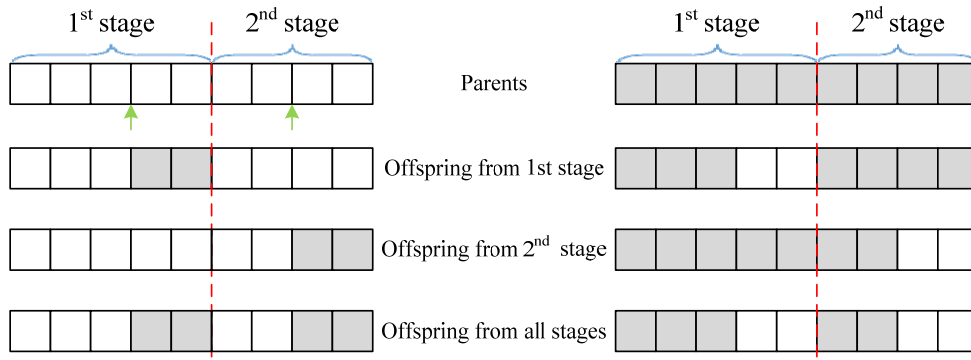 1st stage 2nd stage 1st stage 2nd stage
Parents
Offspring from 1st stage
Offspring from 2nd stage
Offspring from all stages